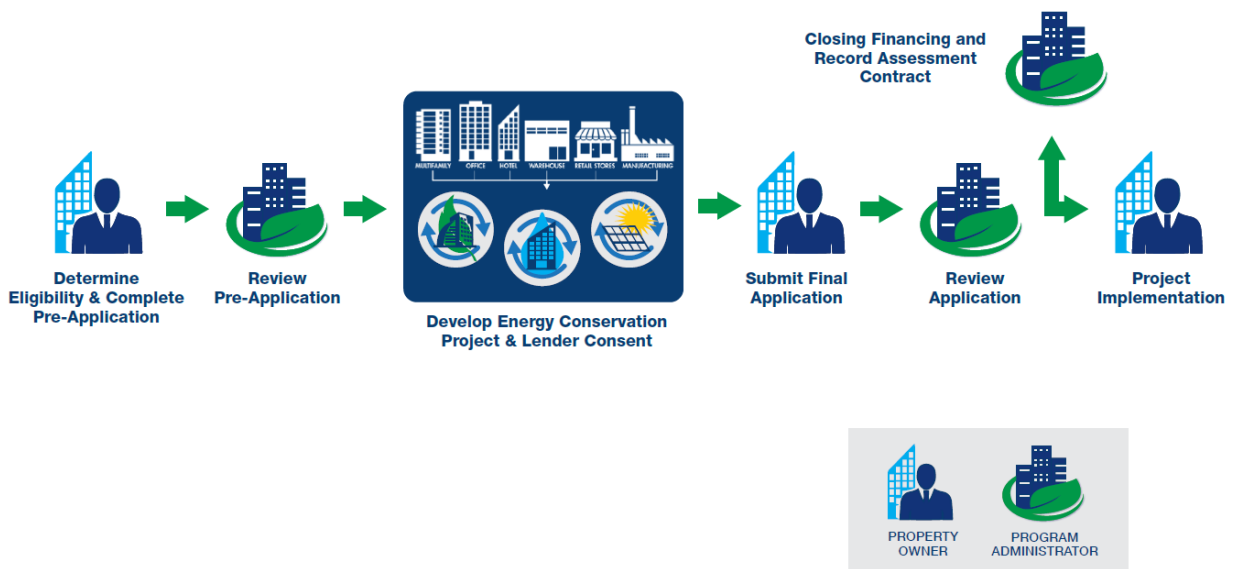 Closing Financing and
Record Assessment
Contract
MULTIFAMILY
OFFICE
HOTEL
WAREHOUSE
RETAIL STORES
MANUFACTURING
Determine
Eligibility & Complete
Pre-Application
Review
Pre-Application
Develop Energy Conservation
Project & Lender Consent
Submit Final
Application
Review
Application
Project
Implementation
PROPERTY
OWNER
PROGRAM
ADMINISTRATOR